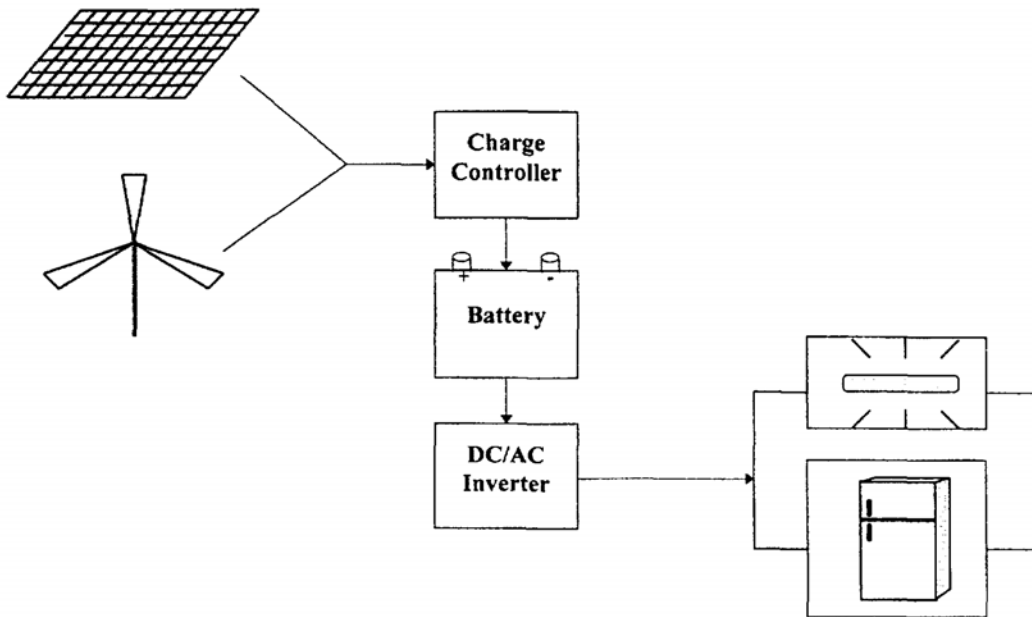 Charge
Controller
+ -
Battery
DC/AC
Inverter